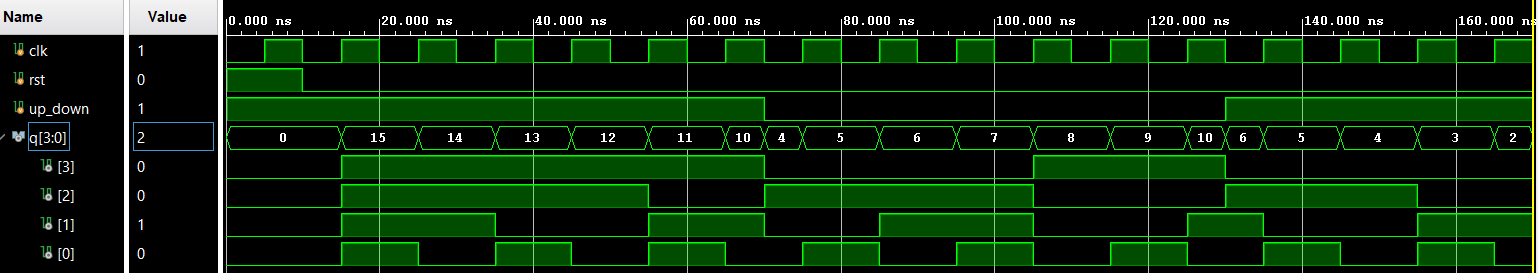 Name Value 0.000 ns 20.000 ns 40.000 ns 60.000 ns 80.000 ns 100.000 ns 120.000 ns 140.000 ns 160.000 ns
clk 1
rst 0
up_down 1
q[3:0] 2 0 15 14 13 12 11 10 4 5 6 7 8 9 10 6 5 4 3 2
[3] 0
[2] 0
[1] 1
[0] 0